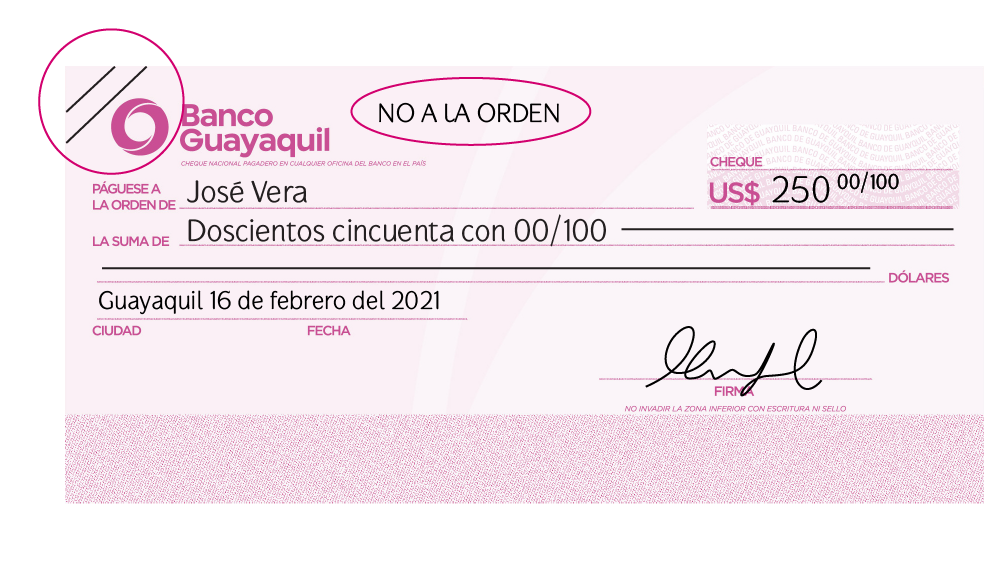 NO A LA ORDEN
Banco
Guayaquil
CHEQUE NACIONAL PAGADERO EN CUALQUIER OFICINA DEL BANCO EN EL PAÍS
CHEQUE
PÁGUESE A
LA ORDEN DE José Vera
US$ 250 00/100
LA SUMA DE Doscientos cincuenta con 00/100
DÓLARES
Guayaquil 16 de febrero del 2021
CIUDAD FECHA
FIRMA
NO INVADIR LA ZONA INFERIOR CON ESCRITURA NI SELLO